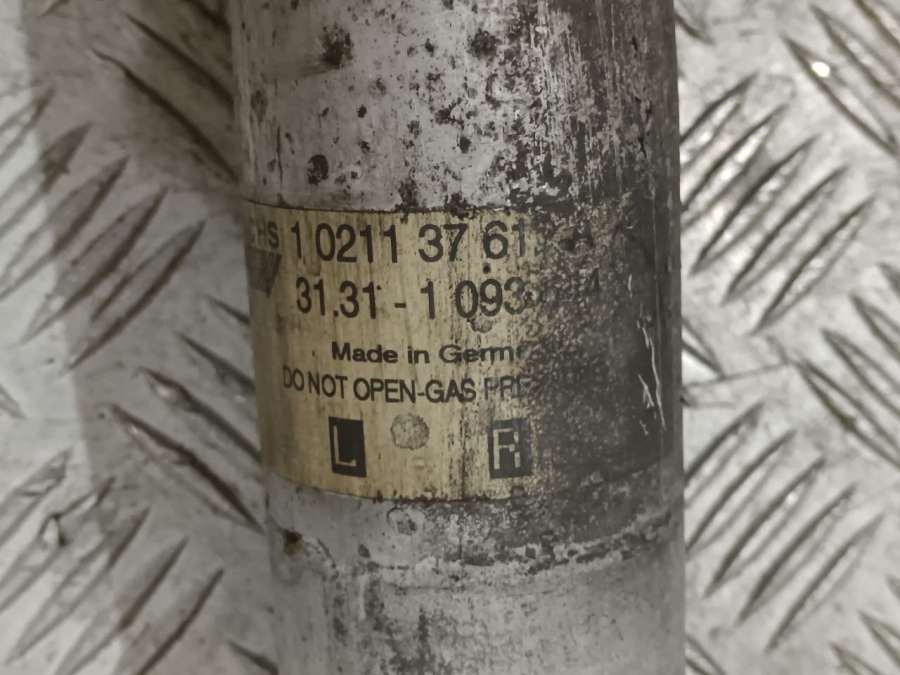 1 0211 37 61
31.31 - 1 093
Made in Germ
DO NOT OPEN-GAS PRE
L R